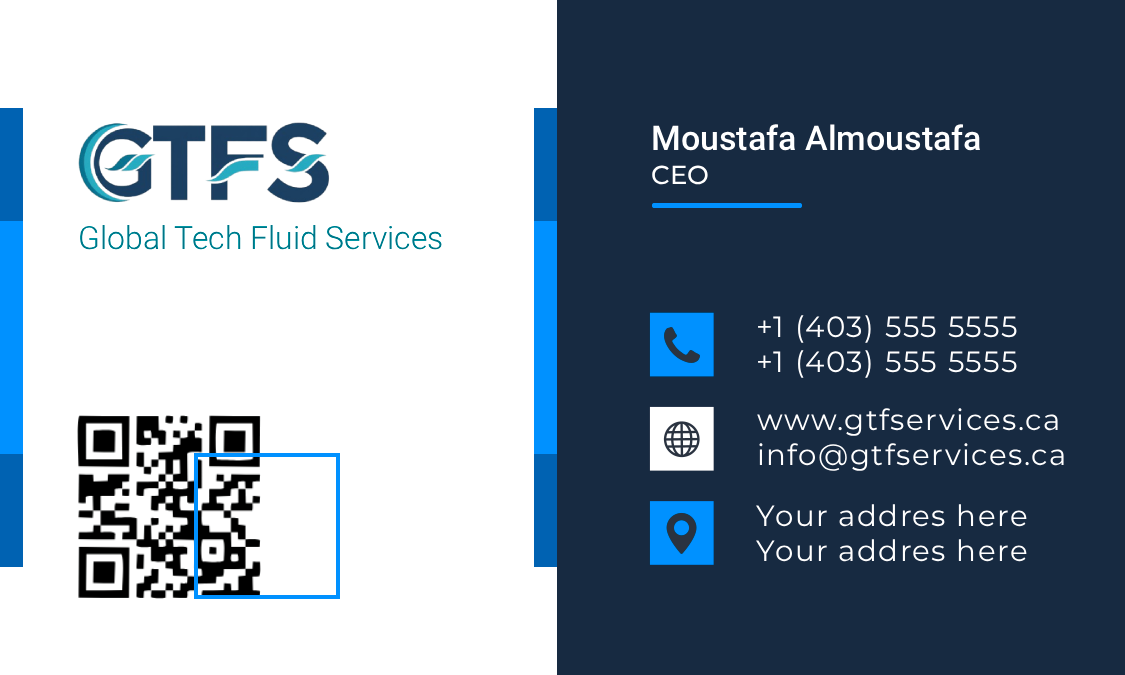 GTFS
Global Tech Fluid Services
Moustafa Almoustafa
CEO
+1 (403) 555 5555
+1 (403) 555 5555
www.gtfservices.ca
info@gtfservices.ca
Your addres here
Your addres here